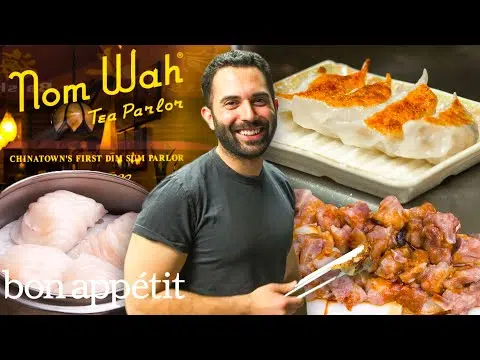 Nom Wah®
Tea Parlor
CHINATOWN'S FIRST DIM SUM PARLOR
bon appétit